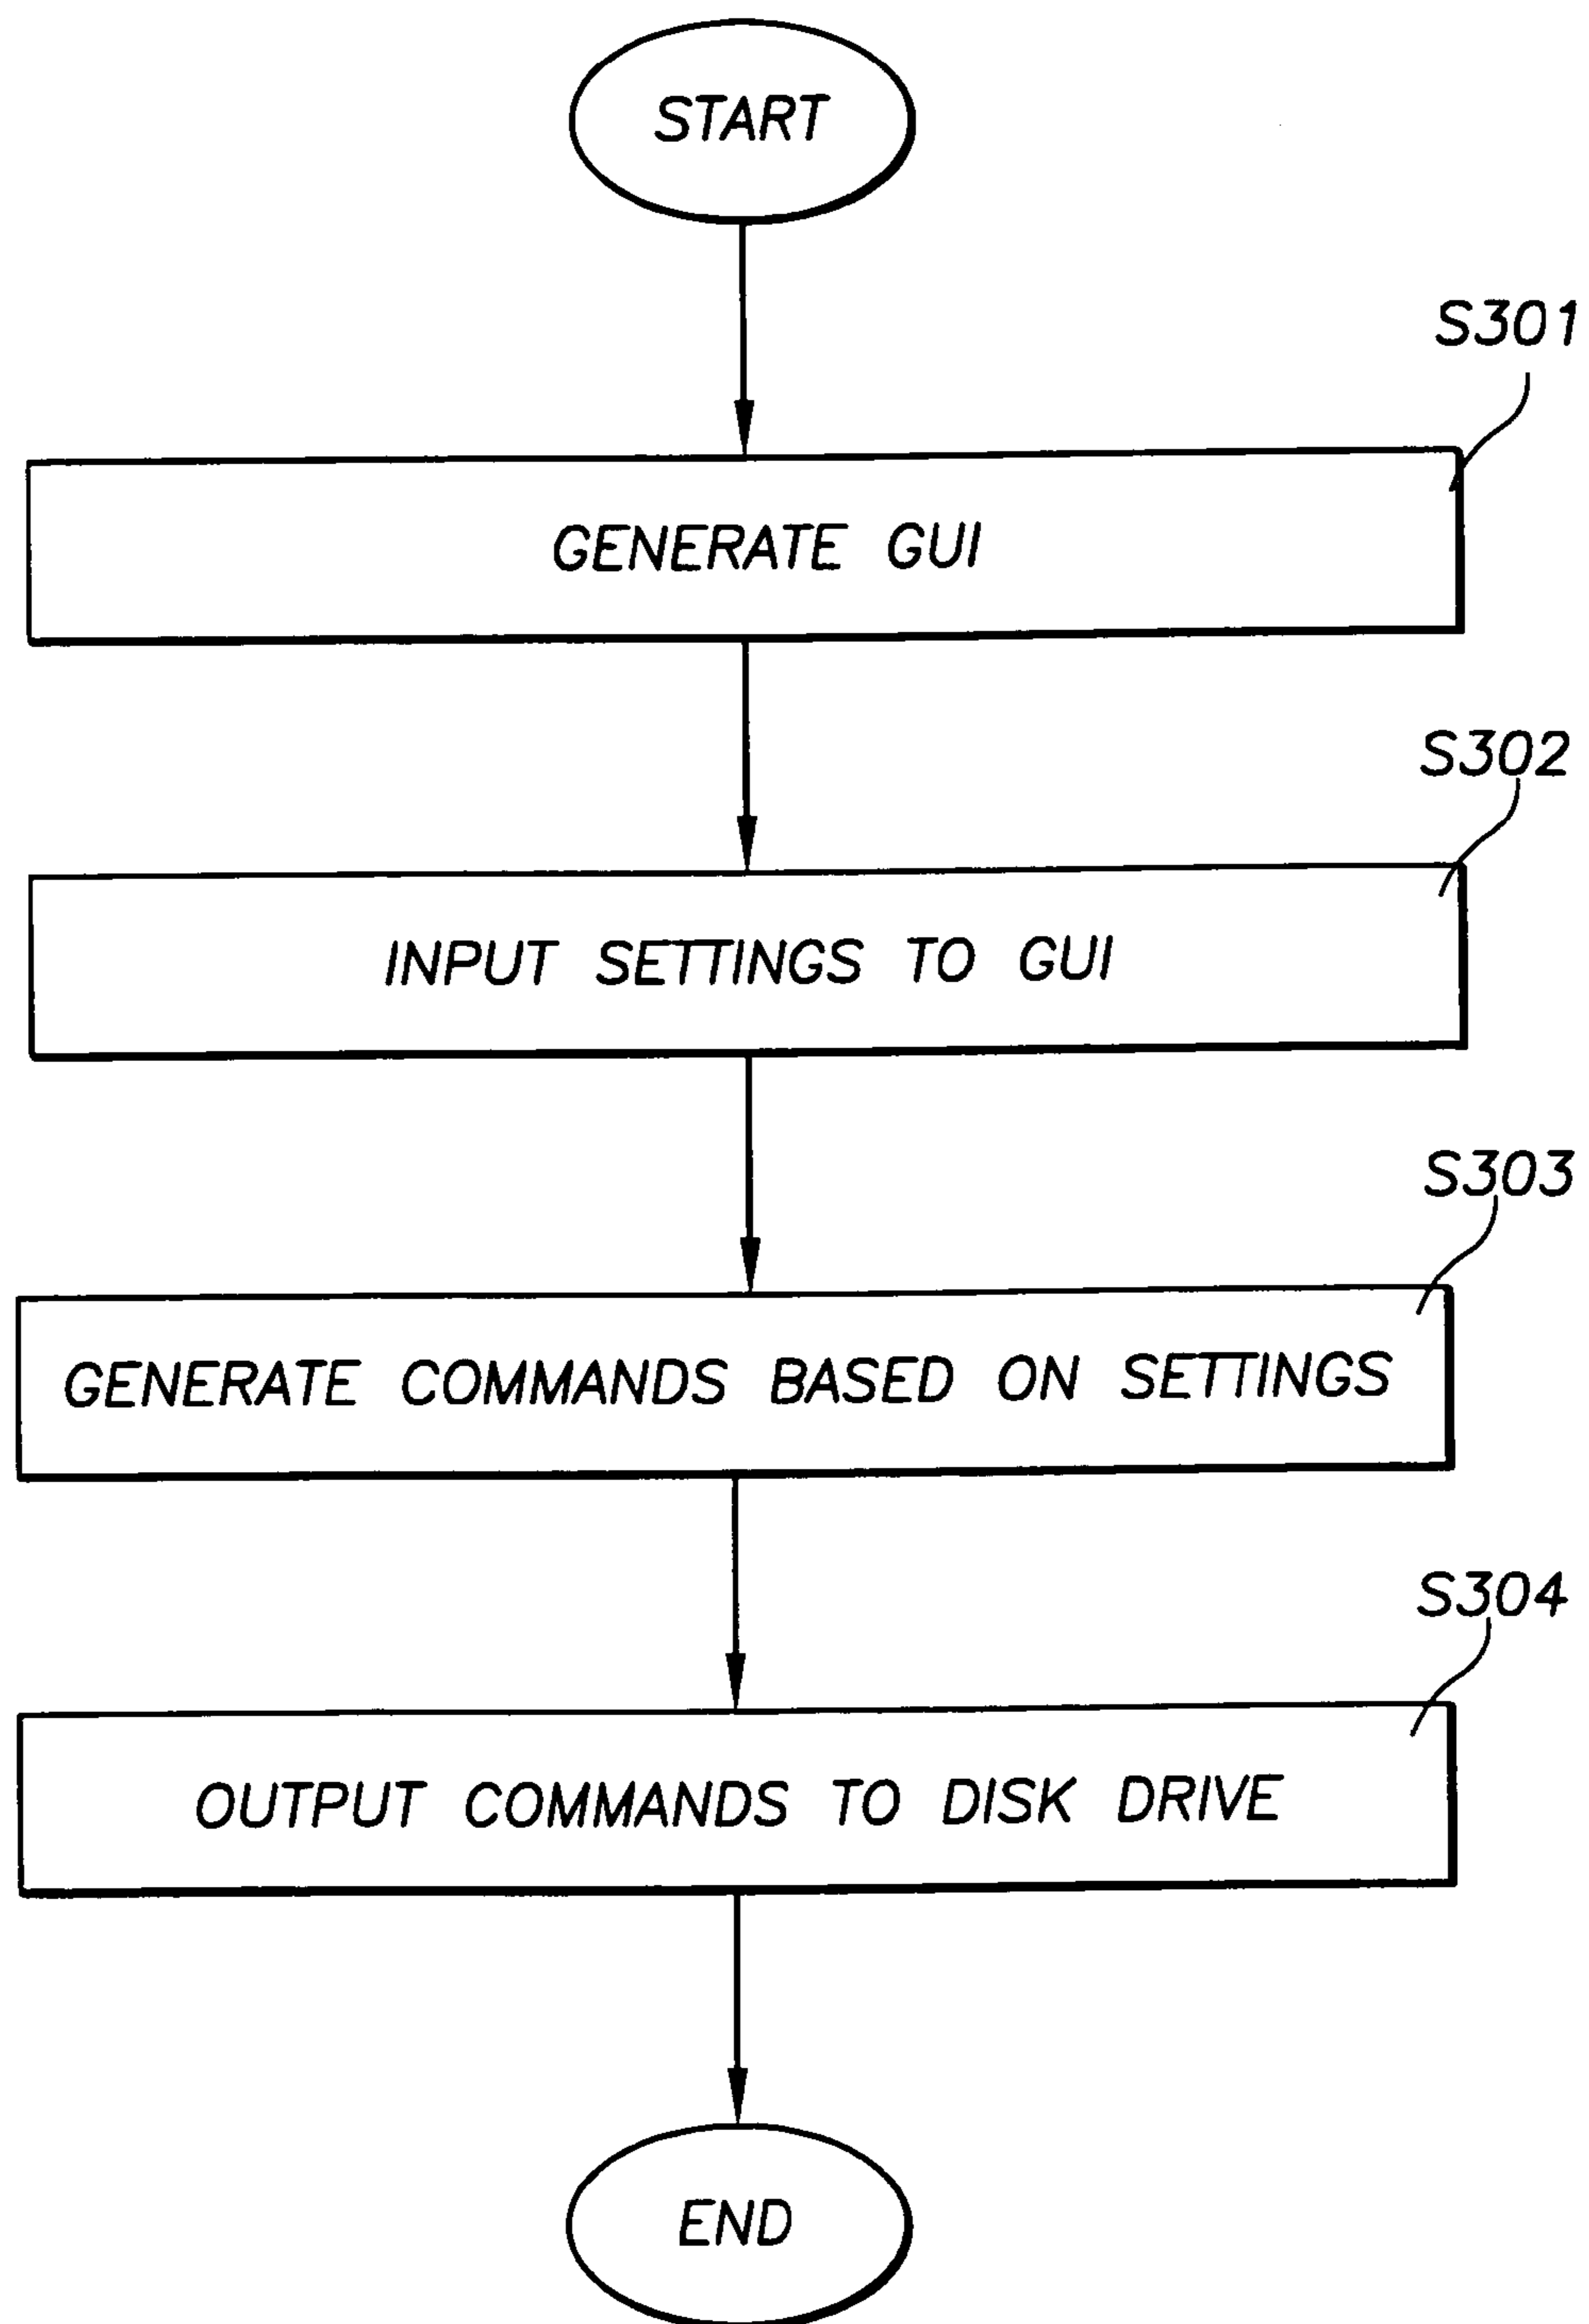 START
S301
GENERATE GUI
S302
INPUT SETTINGS TO GUI
S303
GENERATE COMMANDS BASED ON SETTINGS
S304
OUTPUT COMMANDS TO DISK DRIVE
END